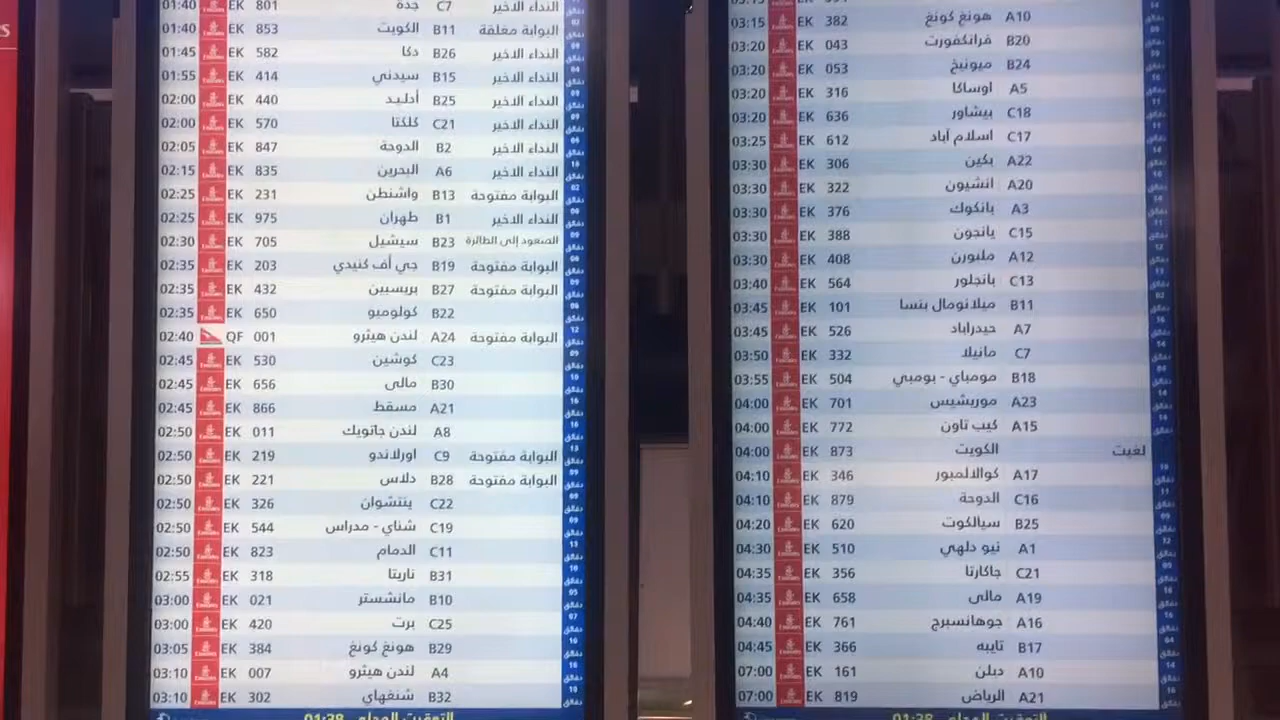 01:40 EK 801 جدة C7 النداء الاخير
01:40 EK 853 الكويت B11 البوابة مغلقة
01:45 EK 582 دكا B26 النداء الاخير
01:55 EK 414 سيدني B15 النداء الاخير
02:00 EK 440 أدليد B25 النداء الاخير
02:00 EK 570 كلكتا C21 النداء الاخير
02:05 EK 847 الدوحة B2 النداء الاخير
02:15 EK 835 البحرين A6 النداء الاخير
02:25 EK 231 واشنطن B13 البوابة مفتوحة
02:25 EK 975 طهران B1 النداء الاخير
02:30 EK 705 سيشيل B23 الصعود إلى الطائرة
02:35 EK 203 جي أف كنيدي B19 البوابة مفتوحة
02:35 EK 432 بريسبين B27 البوابة مفتوحة
02:35 EK 650 كولومبو B22
02:40 QF 001 لندن هيثرو A24 البوابة مفتوحة
02:45 EK 530 كوشين C23
02:45 EK 656 مالى B30
02:45 EK 866 مسقط A21
02:50 EK 011 لندن جاتويك A8
02:50 EK 219 اورلاندو C9 البوابة مفتوحة
02:50 EK 221 دلاس B28 البوابة مفتوحة
02:50 EK 326 ينتشوان C22
02:50 EK 544 شناي - مدراس C19
02:50 EK 823 الدمام C11
02:55 EK 318 ناريتا B31
03:00 EK 021 مانشستر B10
03:00 EK 420 برث C25
03:05 EK 384 هونغ كونغ B29
03:10 EK 007 لندن هيثرو A4
03:10 EK 302 شنغهاي B32
01:38
03:15 EK 382 هونغ كونغ A10
03:20 EK 043 فرانكفورت B20
03:20 EK 053 ميونيخ B24
03:20 EK 316 اوساكا A5
03:20 EK 636 بيشاور C18
03:25 EK 612 اسلام آباد C17
03:30 EK 306 بكين A22
03:30 EK 322 انشيون A20
03:30 EK 376 بانكوك A3
03:30 EK 388 يانجون C15
03:30 EK 408 ملبورن A12
03:40 EK 564 بانجلور C13
03:45 EK 101 ميلانومال بنسا B11
03:45 EK 526 حيدراباد A7
03:50 EK 332 مانيلا C7
03:55 EK 504 مومباي - بومبي B18
04:00 EK 701 موريشيس A23
04:00 EK 772 كيب تاون A15
04:00 EK 873 الكويت لغيت
04:10 EK 346 كوالالمبور A17
04:10 EK 879 الدوحة C16
04:20 EK 620 سيالكوت B25
04:30 EK 510 نيو دلهي A1
04:35 EK 356 جاكارتا C21
04:35 EK 658 مالى A19
04:40 EK 761 جوهانسبرج A16
04:45 EK 366 تايبه B17
07:00 EK 161 دبلن A10
07:00 EK 819 الرياض A21
01:38